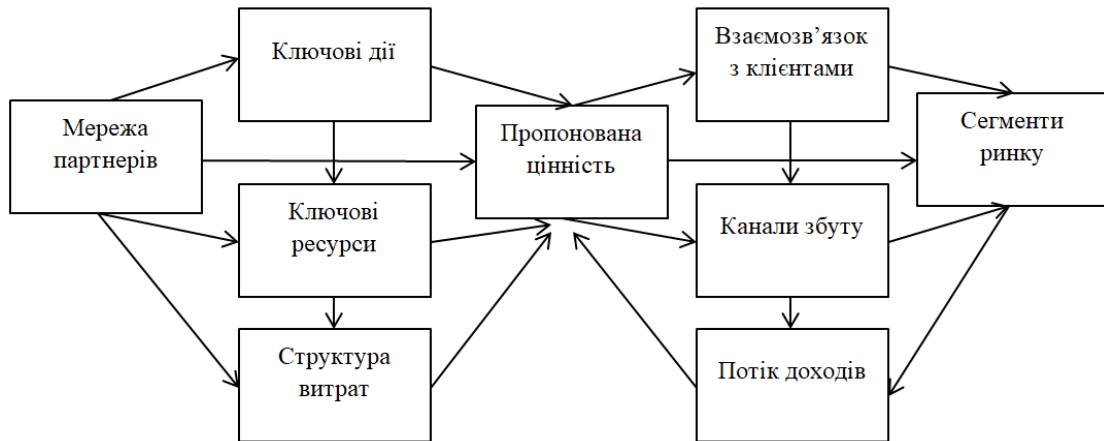 Ключові дії
Взаємозв’язок
з клієнтами
Мережа
партнерів
Пропонована
цінність
Сегменти
ринку
Ключові
ресурси
Канали збуту
Структура
витрат
Потік доходів